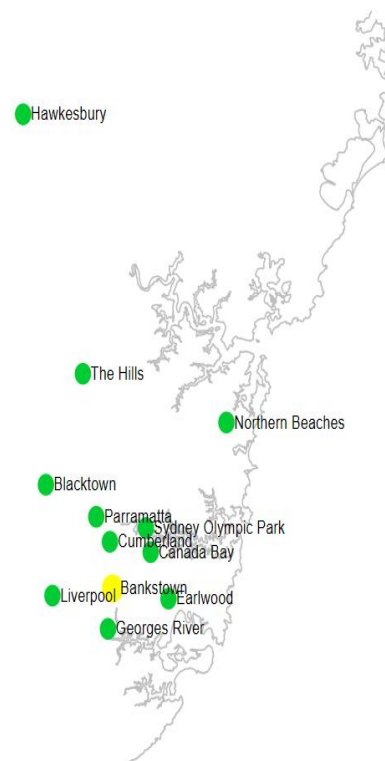 Hawkesbury
The Hills
Northern Beaches
Blacktown
Parramatta
Sydney Olympic Park
Cumberland
Canada Bay
Bankstown
Liverpool
Earlwood
Georges River